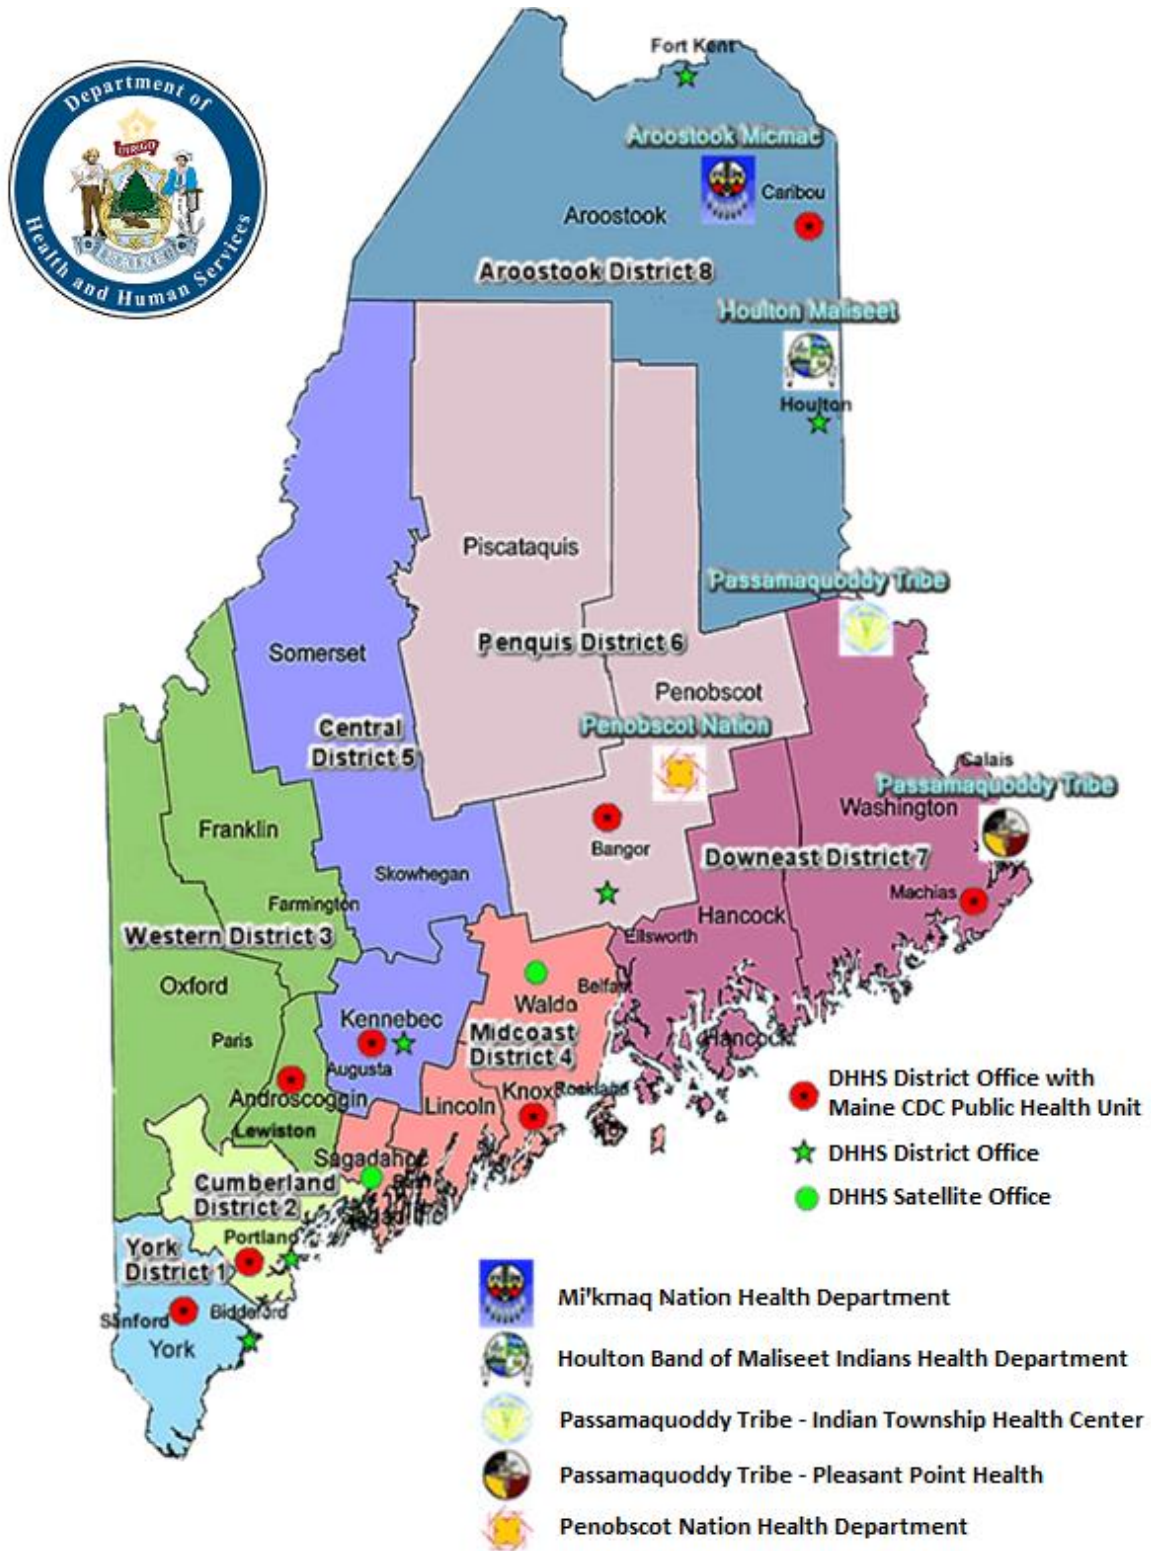 Department of
Health and Human Services
DIRIGO
Fort Kent
Aroostook Micmac
Caribou
Aroostook
Aroostook District 8
Houlton Maliseet
Houlton
Piscataquis
Passamaquoddy Tribe
Somerset
Penquis District 6
Penobscot
Central
District 5
Penobscot Nation
Calais
Passamaquoddy Tribe
Washington
Franklin
Bangor
Downeast District 7
Skowhegan
Machias
Farmington
Hancock
Western District 3
Ellsworth
Oxford
Belfast
Waldo
Kennebec
Midcoast
District 4
Paris
Hancock
Augusta
Androscoggin
Knox
Rockland
Lincoln
Lewiston
Sagadahoc
Cumberland
District 2
Portland
York
District 1
Biddeford
Sanford
York
DHHS District Office with
Maine CDC Public Health Unit
DHHS District Office
DHHS Satellite Office
Mi'kmaq Nation Health Department
Houlton Band of Maliseet Indians Health Department
Passamaquoddy Tribe - Indian Township Health Center
Passamaquoddy Tribe - Pleasant Point Health
Penobscot Nation Health Department